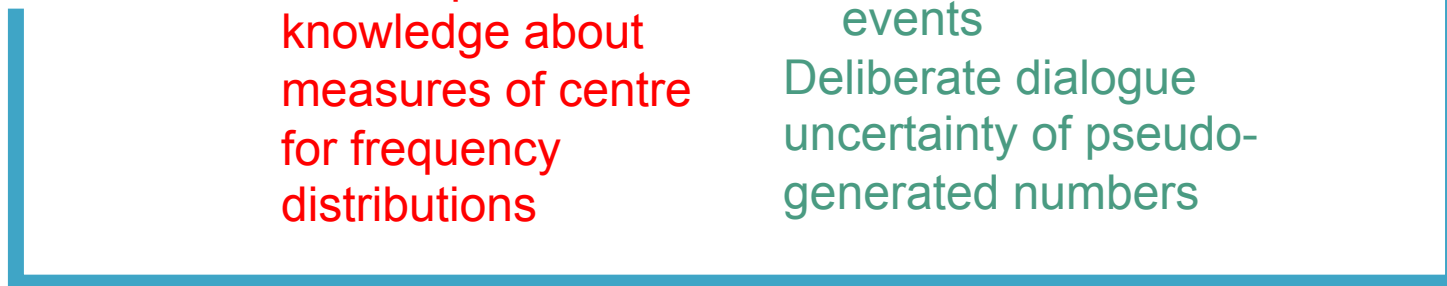 knowledge about
measures of centre
for frequency
distributions
events
Deliberate dialogue
uncertainty of pseudo-
generated numbers